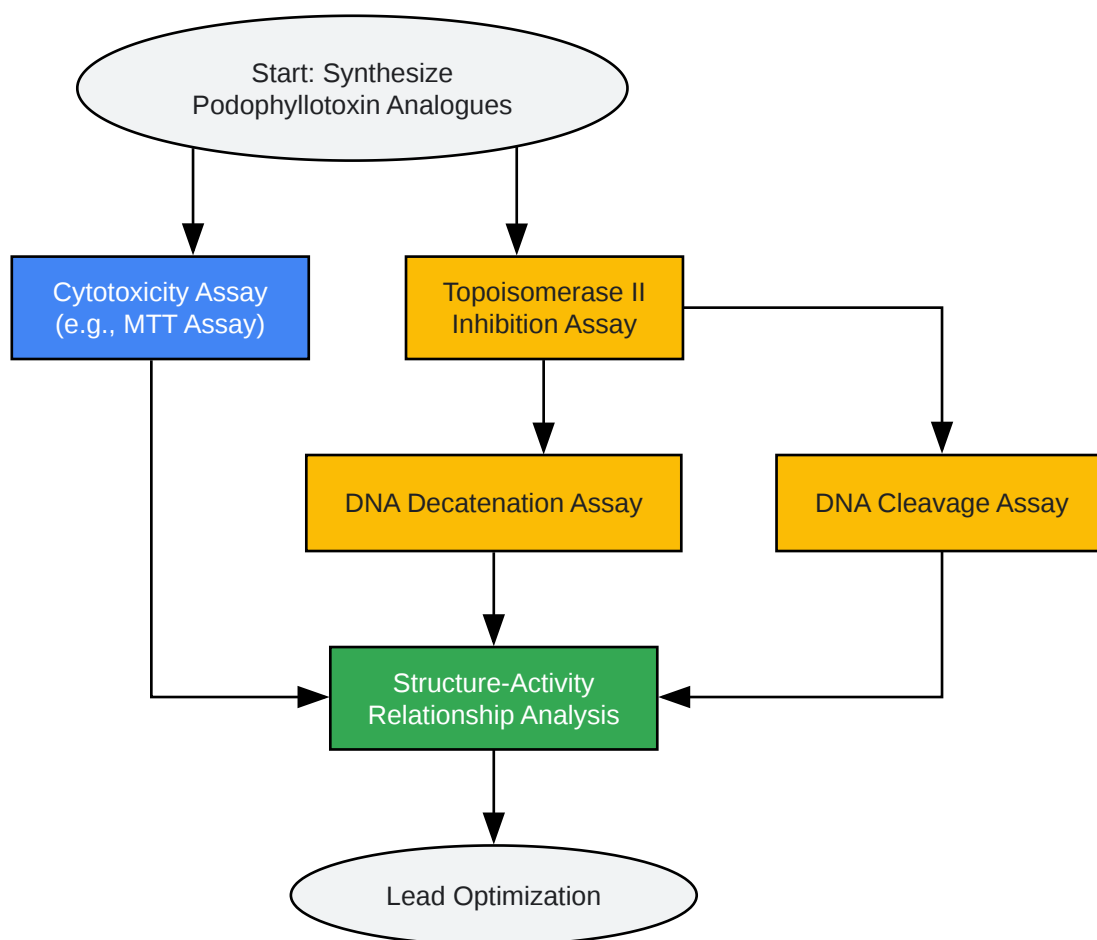 Start: Synthesize
Podophyllotoxin Analogues
Cytotoxicity Assay
(e.g., MTT Assay)
Topoisomerase II
Inhibition Assay
DNA Decatenation Assay
DNA Cleavage Assay
Structure-Activity
Relationship Analysis
Lead Optimization